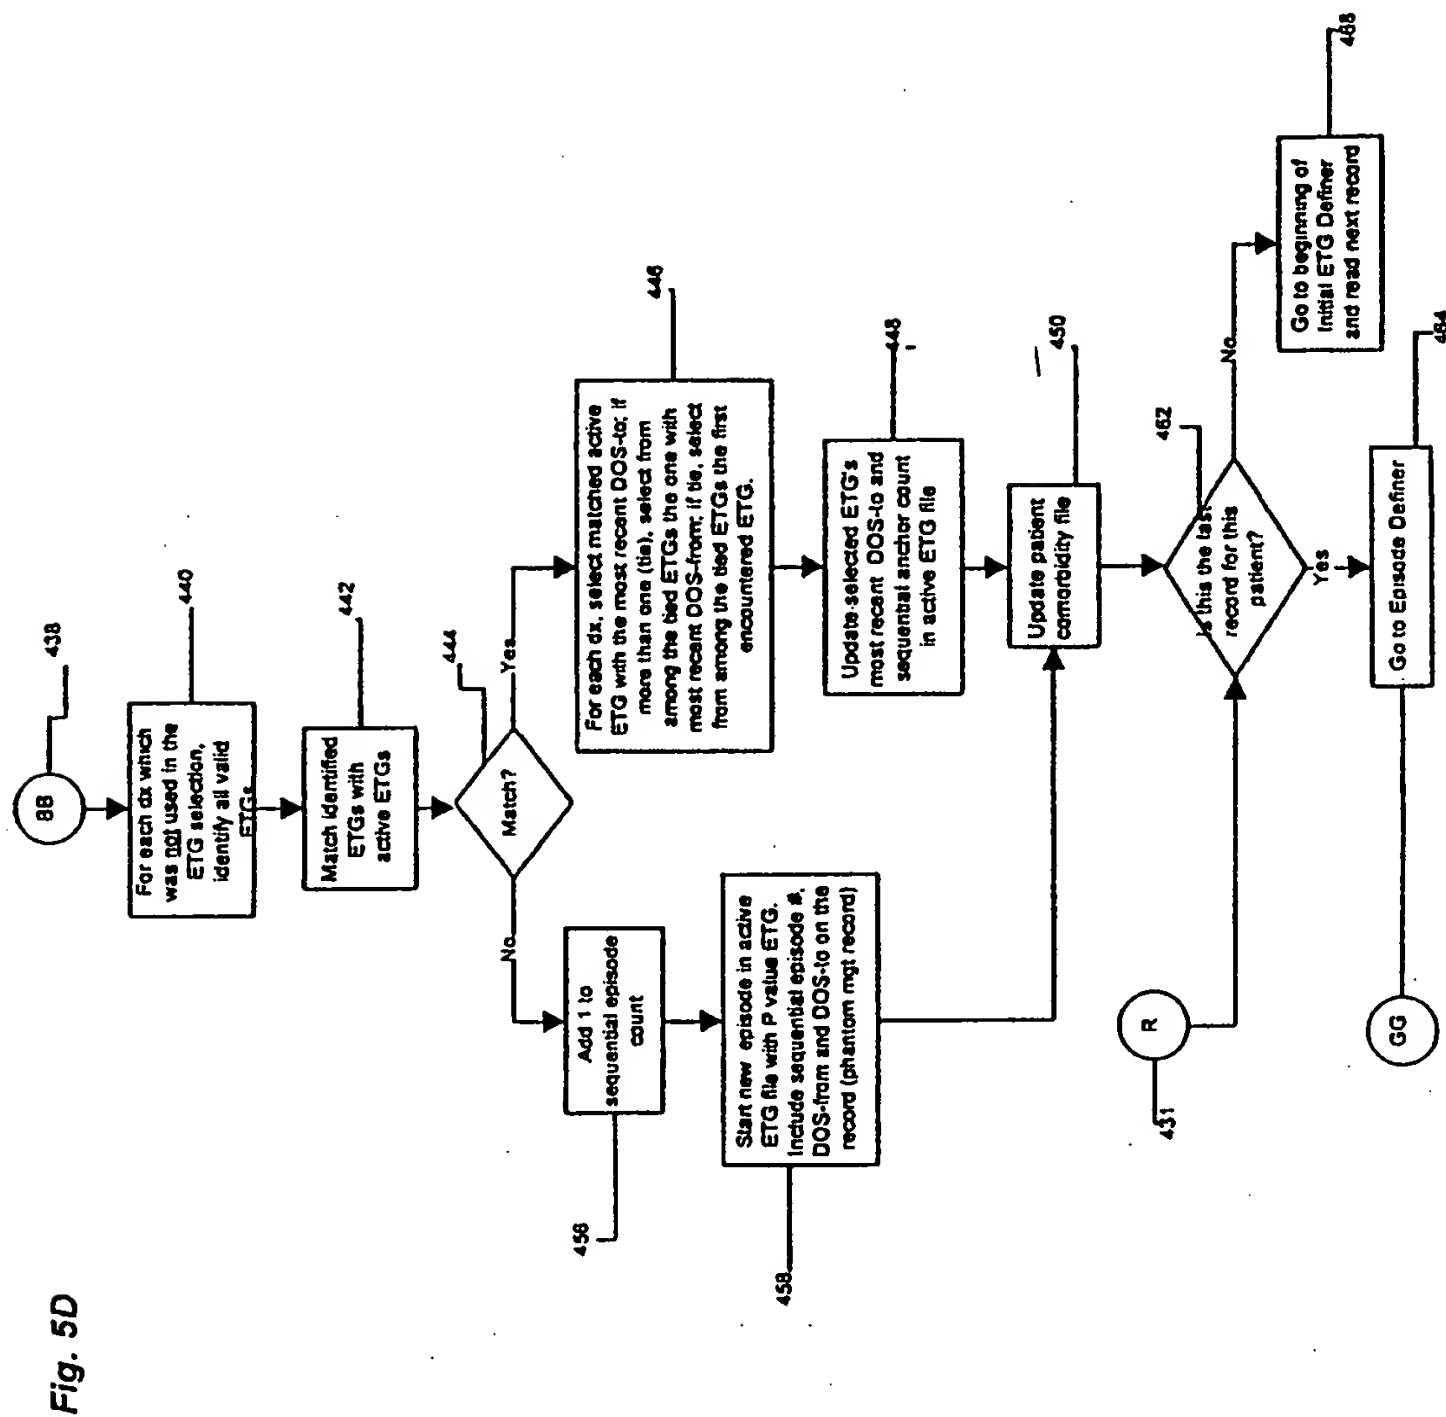 Fig. 5D
BB
438
For each dx which
was not used in the
ETG selection,
identify all valid
ETGs
440
Match identified
ETGs with
active ETGs
442
Match?
444
No
Yes
Add 1 to
sequential episode
count
456
Start new episode in active
ETG file with P value ETG.
Include sequential episode #,
DOS-from and DOS-to on the
record (phantom mgt record)
458
For each dx, select matched active
ETG with the most recent DOS-to; if
more than one (tie), select from
among the tied ETGs the one with
most recent DOS-from; if tie, select
from among the tied ETGs the first
encountered ETG.
446
Update selected ETG's
most recent DOS-to and
sequential anchor count
in active ETG file
448
Update patient
comorbidity file
450
R
431
Is this the last
record for this
patient?
462
No
Yes
Go to beginning of
Initial ETG Definer
and read next record
468
GG
Go to Episode Definer
464